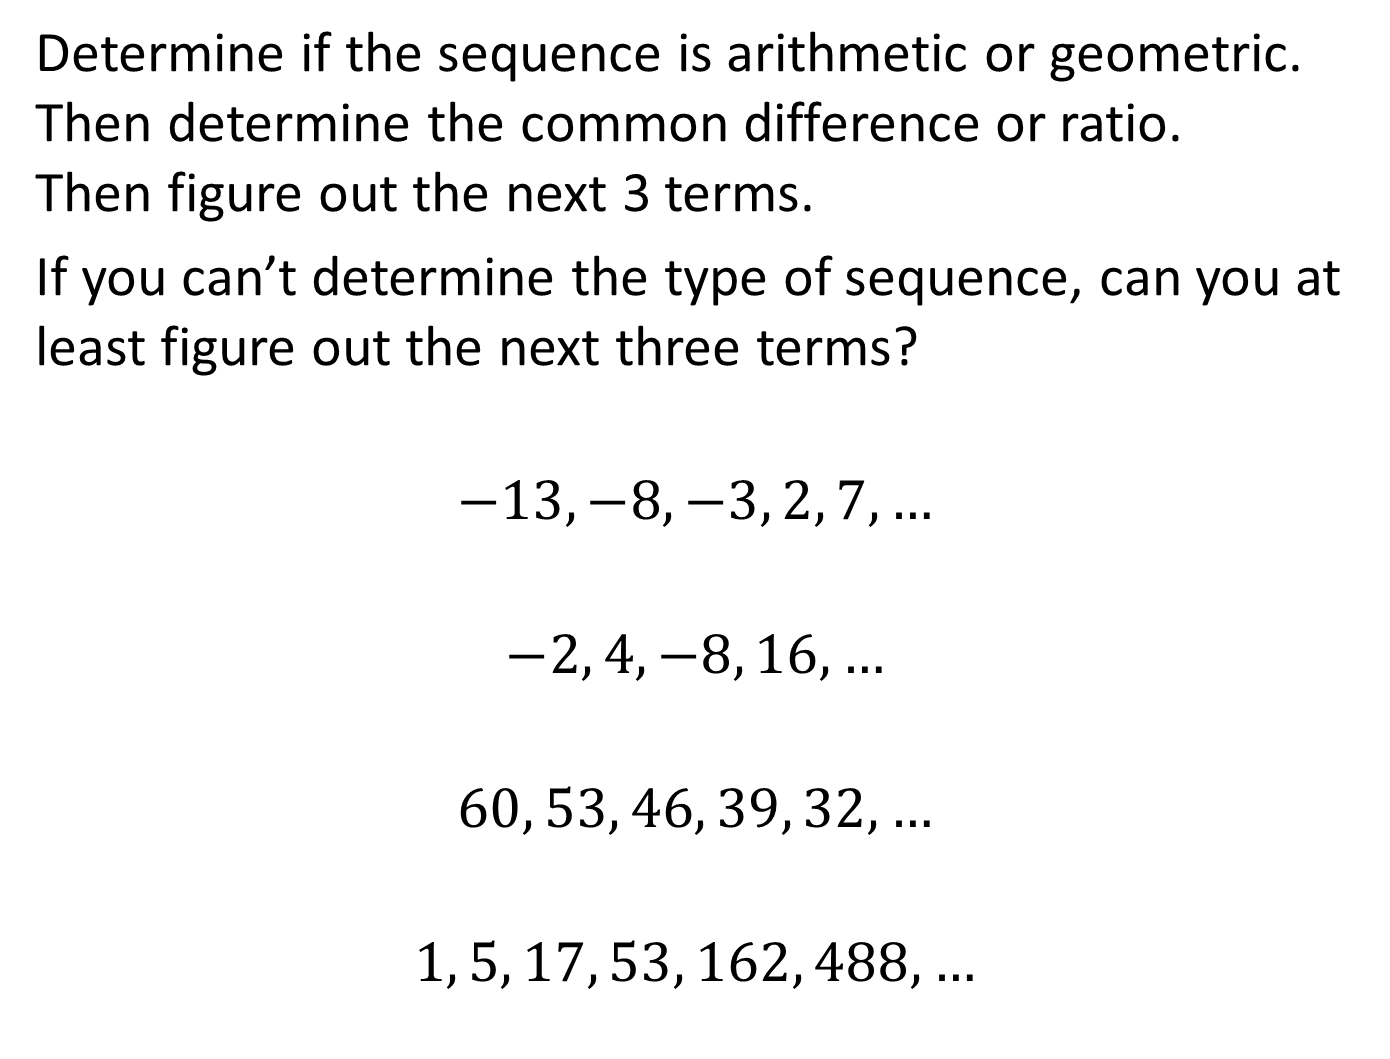 Determine if the sequence is arithmetic or geometric.
Then determine the common difference or ratio.
Then figure out the next 3 terms.
If you can’t determine the type of sequence, can you at
least figure out the next three terms?
−13, −8, −3, 2, 7, …
−2, 4, −8, 16, …
60, 53, 46, 39, 32, …
1, 5, 17, 53, 162, 488, …